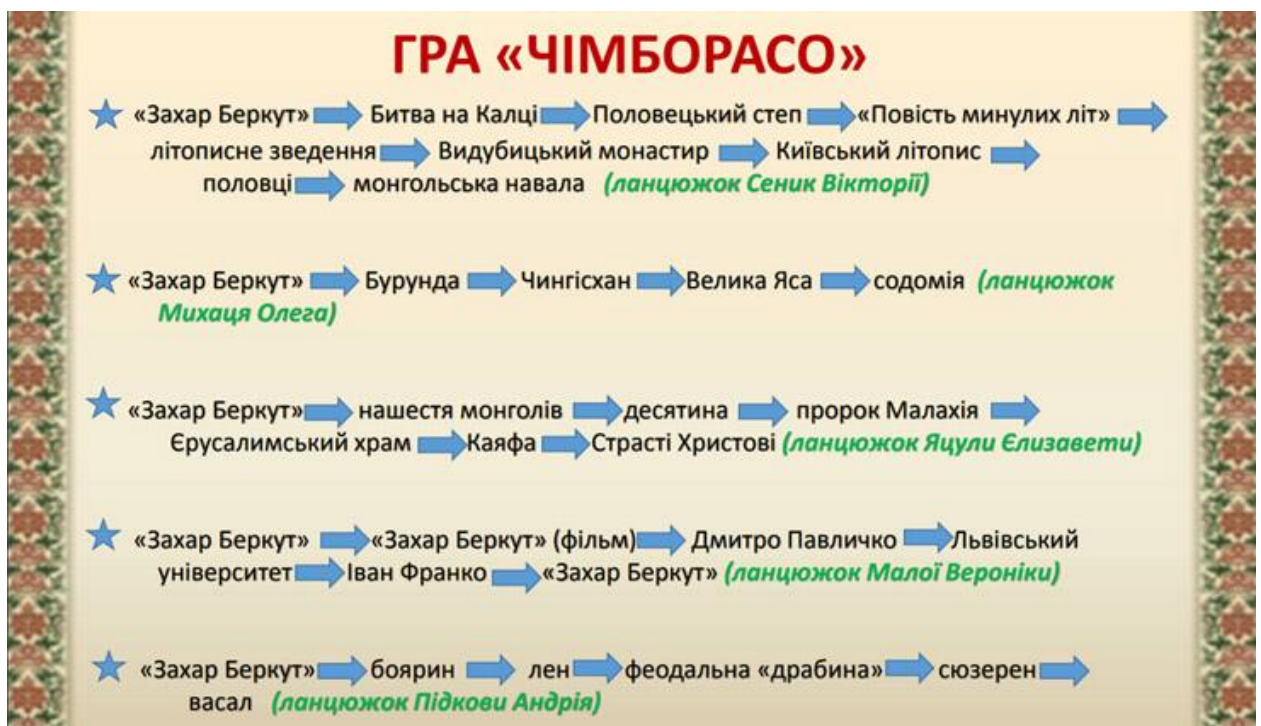 ГРА «ЧІМБОРАСО»
«Захар Беркут» Битва на Калці Половецький степ «Повість минулих літ»
літописне зведення Видубицький монастир Київський літопис
половці монгольська навала (ланцюжок Сеник Вікторії)
«Захар Беркут» Бурунда Чингісхан Велика Яса содомія (ланцюжок
Михаця Олега)
«Захар Беркут» нашестя монголів десятина пророк Малахія
Єрусалимський храм Каяфа Страсті Христові (ланцюжок Яцули Єлизавети)
«Захар Беркут» «Захар Беркут» (фільм) Дмитро Павличко Львівський
університет Іван Франко «Захар Беркут» (ланцюжок Малої Вероніки)
«Захар Беркут» боярин лен феодальна «драбина» сюзерен
васал (ланцюжок Підкови Андрія)